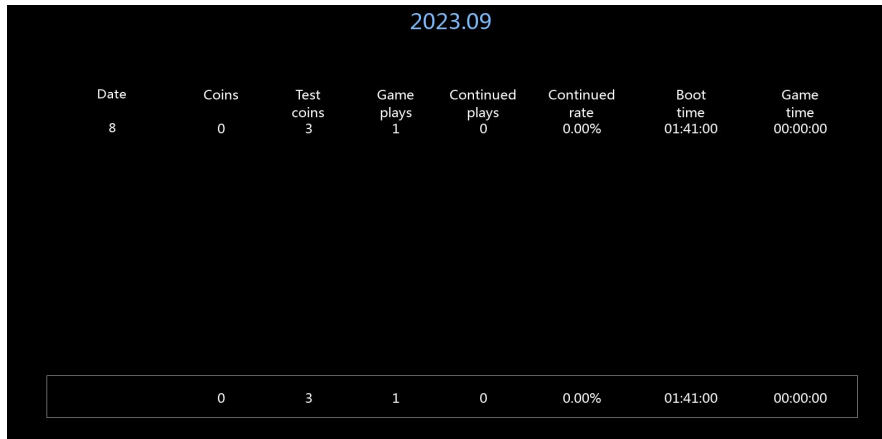 2023.09
Date Coins Test coins Game plays Continued plays Continued rate Boot time Game time
8 0 3 1 0 0.00% 01:41:00 00:00:00
0 3 1 0 0.00% 01:41:00 00:00:00